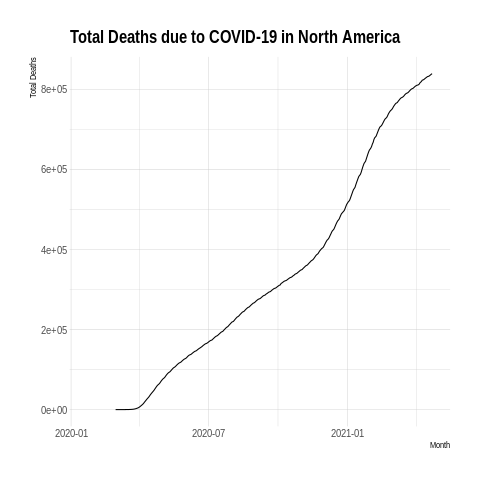 Total Deaths due to COVID-19 in North America
Total Deaths
8e+05
6e+05
4e+05
2e+05
0e+00
2020-01
2020-07
2021-01
Month